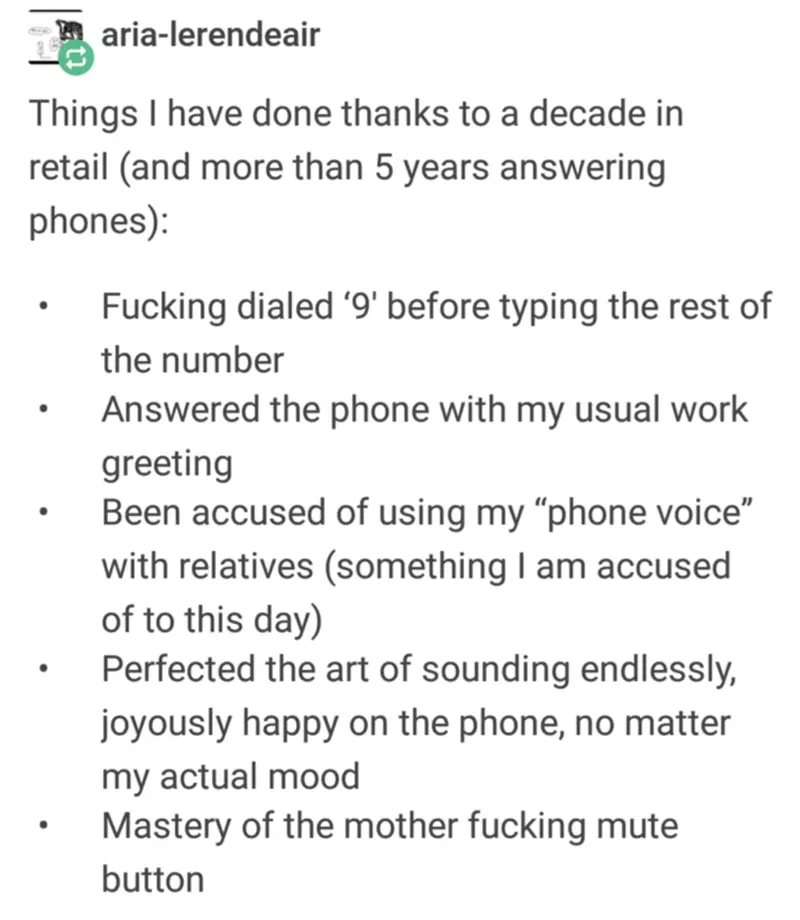 aria-lerendeair
Things I have done thanks to a decade in
retail (and more than 5 years answering
phones):
• Fucking dialed ‘9' before typing the rest of
the number
• Answered the phone with my usual work
greeting
• Been accused of using my “phone voice”
with relatives (something I am accused
of to this day)
• Perfected the art of sounding endlessly,
joyously happy on the phone, no matter
my actual mood
• Mastery of the mother fucking mute
button